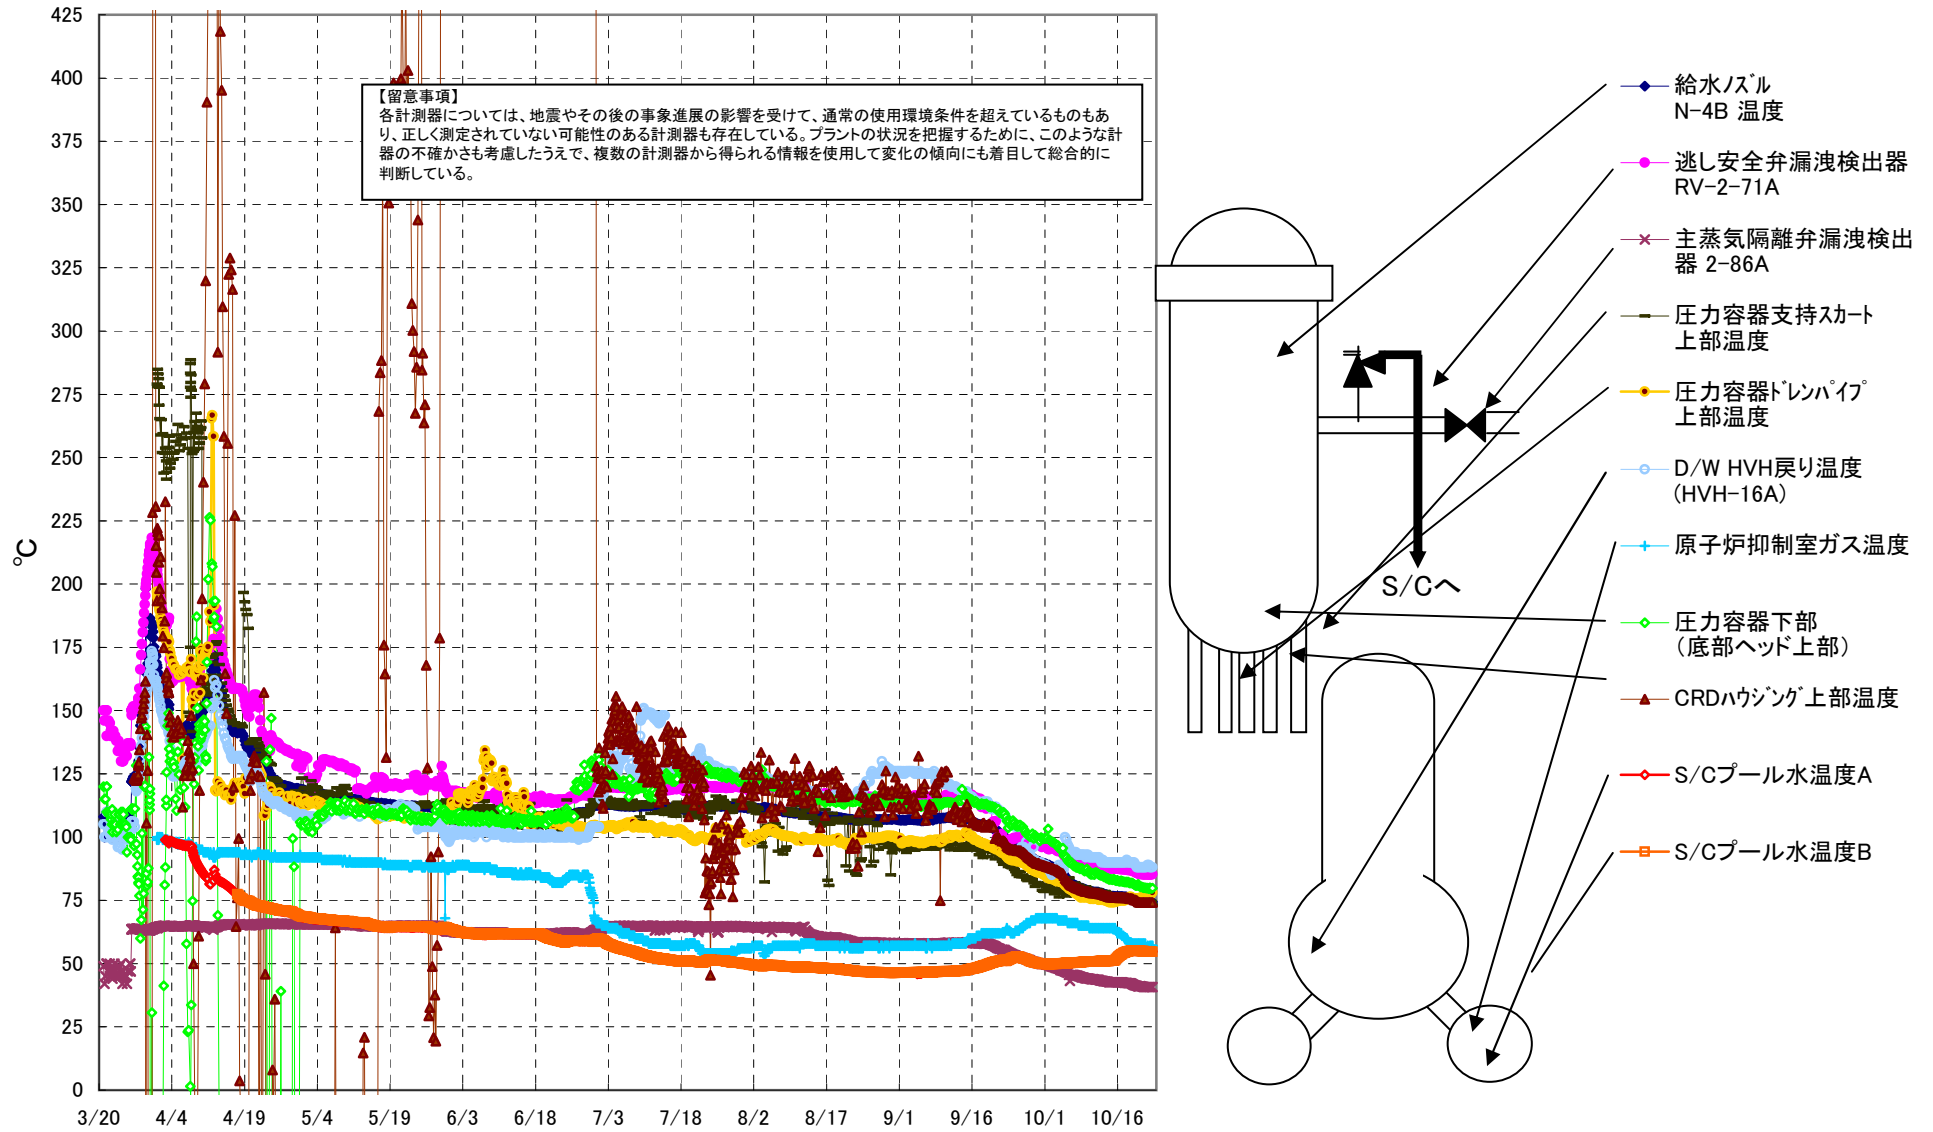 425
400
375
350
325
300
275
250
225
200
175
150
125
100
75
50
25
0
℃
3/20
4/4
4/19
5/4
5/19
6/3
6/18
7/3
7/18
8/2
8/17
9/1
9/16
10/1
10/16
【留意事項】
各計測器については、地震やその後の事象進展の影響を受けて、通常の使用環境条件を超えているものもあ
り、正しく測定されていない可能性のある計測器も存在している。プラントの状況を把握するために、このような計
器の不確かさも考慮したうえで、複数の計測器から得られる情報を使用して変化の傾向にも着目して総合的に
判断している。
S/Cへ
給水ﾉｽﾞﾙ
N-4B 温度
逃し安全弁漏洩検出器
RV-2-71A
主蒸気隔離弁漏洩検出
器 2-86A
圧力容器支持ｽｶｰﾄ
上部温度
圧力容器ﾄﾞﾚﾝﾊﾟｲﾌﾟ
上部温度
D/W HVH戻り温度
(HVH-16A)
原子炉抑制室ガス温度
圧力容器下部
（底部ヘッド上部）
CRDﾊｳｼﾞﾝｸﾞ上部温度
S/Cプール水温度A
S/Cプール水温度B